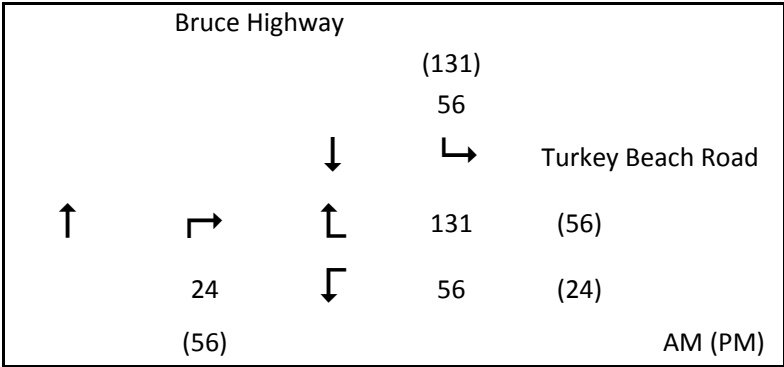 Bruce Highway
(131)
56
Turkey Beach Road
131 (56)
24 56 (24)
(56) AM (PM)